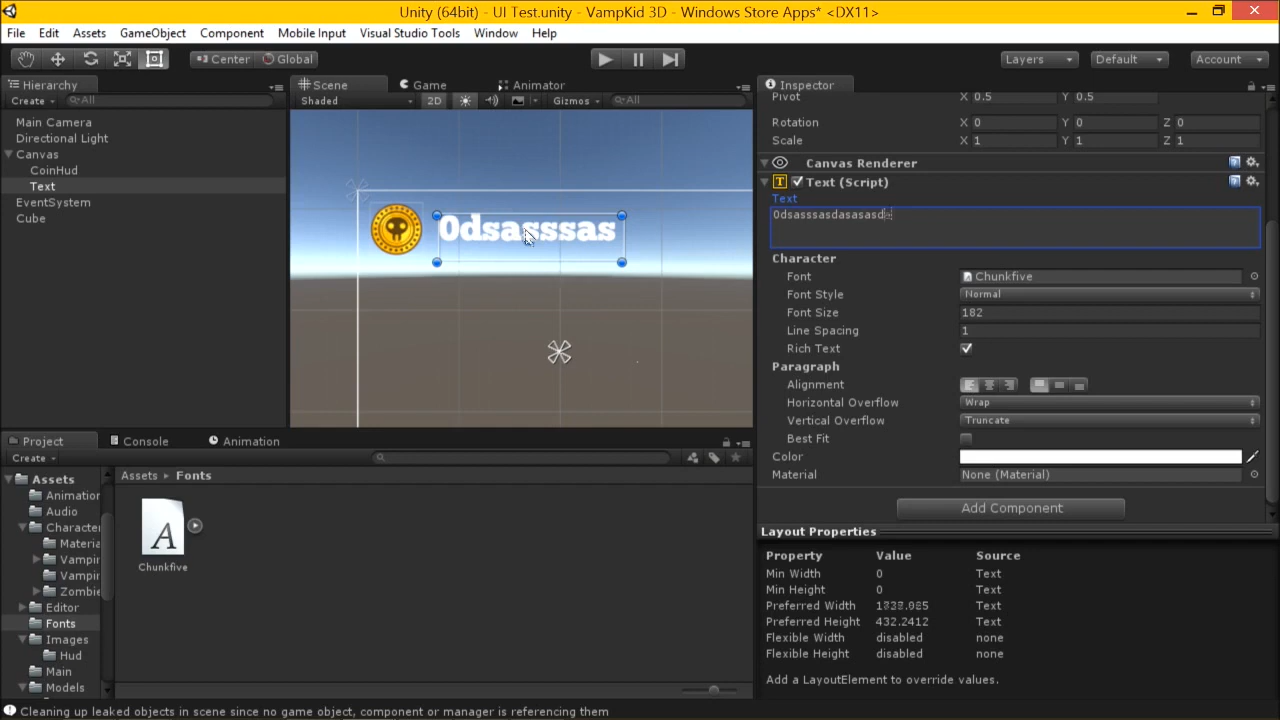 Unity (64bit) - UI Test.unity - VampKid 3D - Windows Store Apps* <DX11>
File Edit Assets GameObject Component Mobile Input Visual Studio Tools Window Help
Center Global Layers Default Account
Hierarchy
Create All
Main Camera
Directional Light
Canvas
CoinHud
Text
EventSystem
Cube
Scene Game Animator
Shaded 2D Gizmos All
0dsasssas
Inspector
Pivot X 0.5 Y 0.5
Rotation X 0 Y 0 Z 0
Scale X 1 Y 1 Z 1
Canvas Renderer
Text (Script)
Text
0dsasssasdasasasd
Character
Font Chunkfive
Font Style Normal
Font Size 182
Line Spacing 1
Rich Text
Paragraph
Alignment
Horizontal Overflow Wrap
Vertical Overflow Truncate
Best Fit
Color
Material None (Material)
Add Component
Layout Properties
Property Value Source
Min Width 0 Text
Min Height 0 Text
Preferred Width Text
Preferred Height 432.2412 Text
Flexible Width disabled none
Flexible Height disabled none
Add a LayoutElement to override values.
Project Console Animation
Create
Assets
Animation
Audio
Character
Materia
Vampir
Vampir
Zombie
Editor
Fonts
Images
Hud
Main
Models
Assets Fonts
A
Chunkfive
Cleaning up leaked objects in scene since no game object, component or manager is referencing them